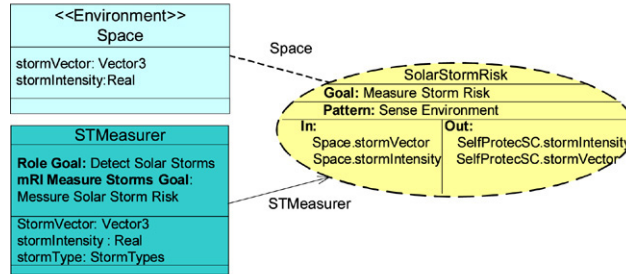 <<Environment>>
Space
stormVector: Vector3
stormIntensity:Real
Space
SolarStormRisk
Goal: Measure Storm Risk
Pattern: Sense Environment
In:
Space.stormVector
Space.stormIntensity
Out:
SelfProtecSC.stormIntensity
SelfProtecSC.stormVector
STMeasurer
Role Goal: Detect Solar Storms
mRI Measure Storms Goal:
Messure Solar Storm Risk
StormVector: Vector3
stormIntensity : Real
stormType: StormTypes
STMeasurer